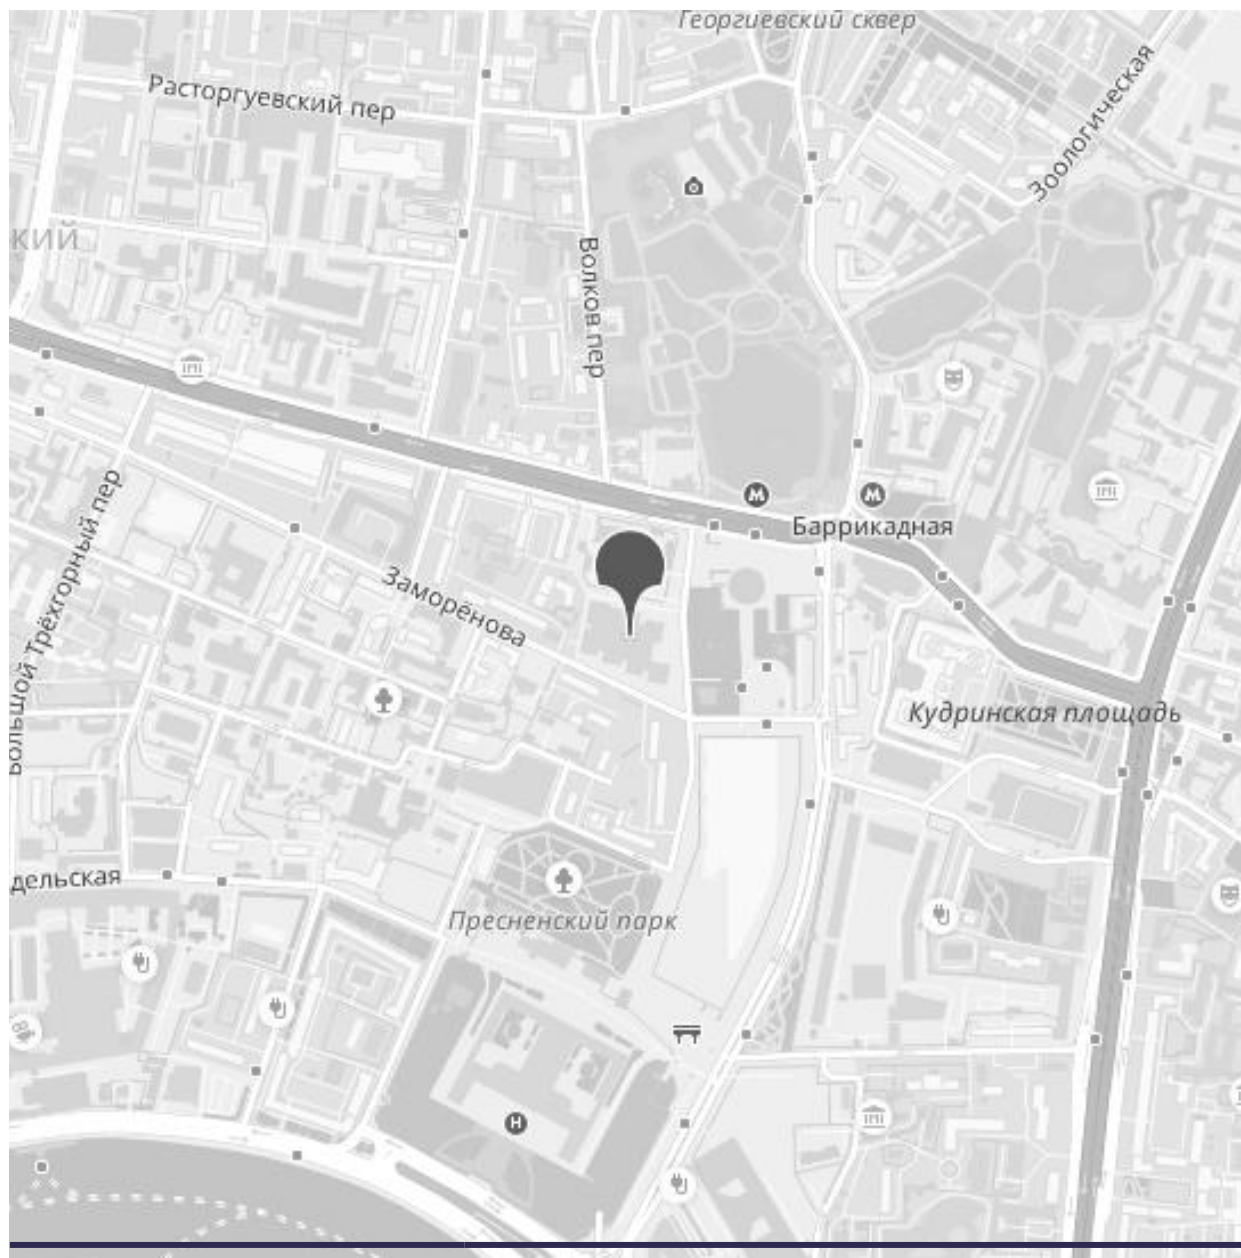 Георгиевский сквер
Расторгуевский пер
Зоологическая
кий
Волков пер
Баррикадная
Большой Трёхгорный пер
Заморёнова
Кудринская площадь
дельская
Пресненский парк
М
М
H